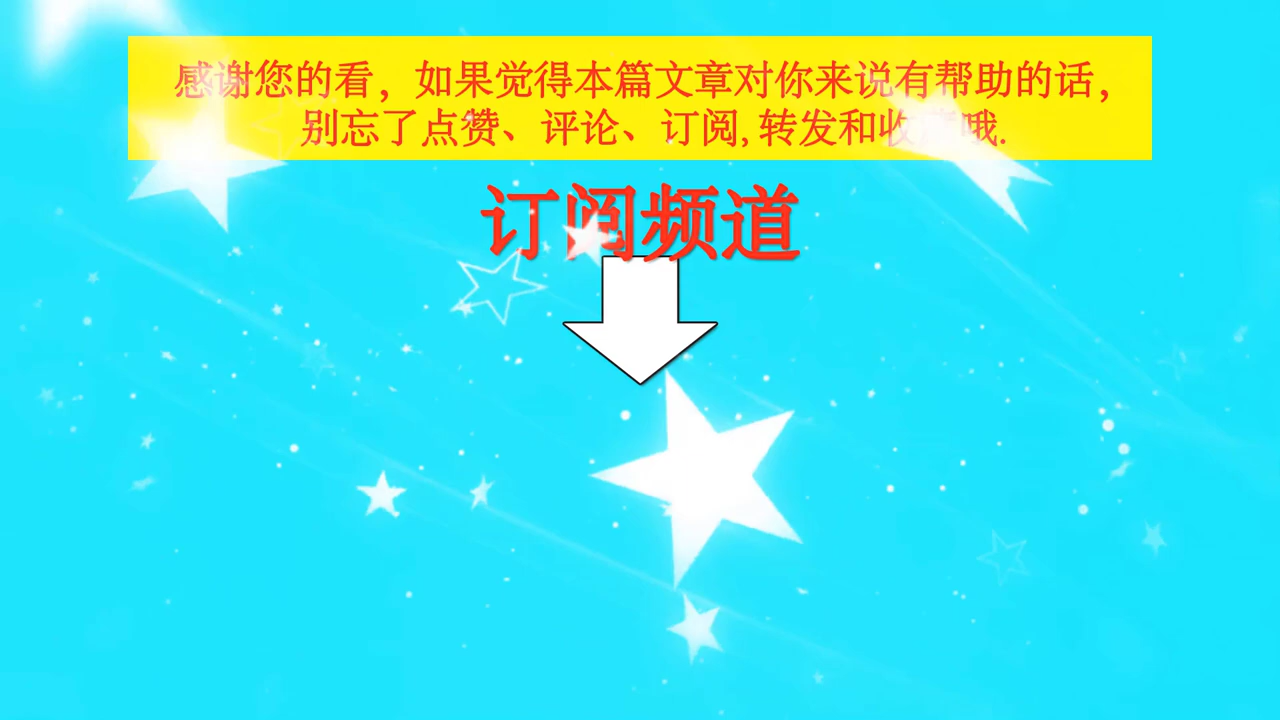 感谢您的看，如果觉得本篇文章对你来说有帮助的话，
别忘了点赞、评论、订阅,转发和收藏哦.
订阅频道